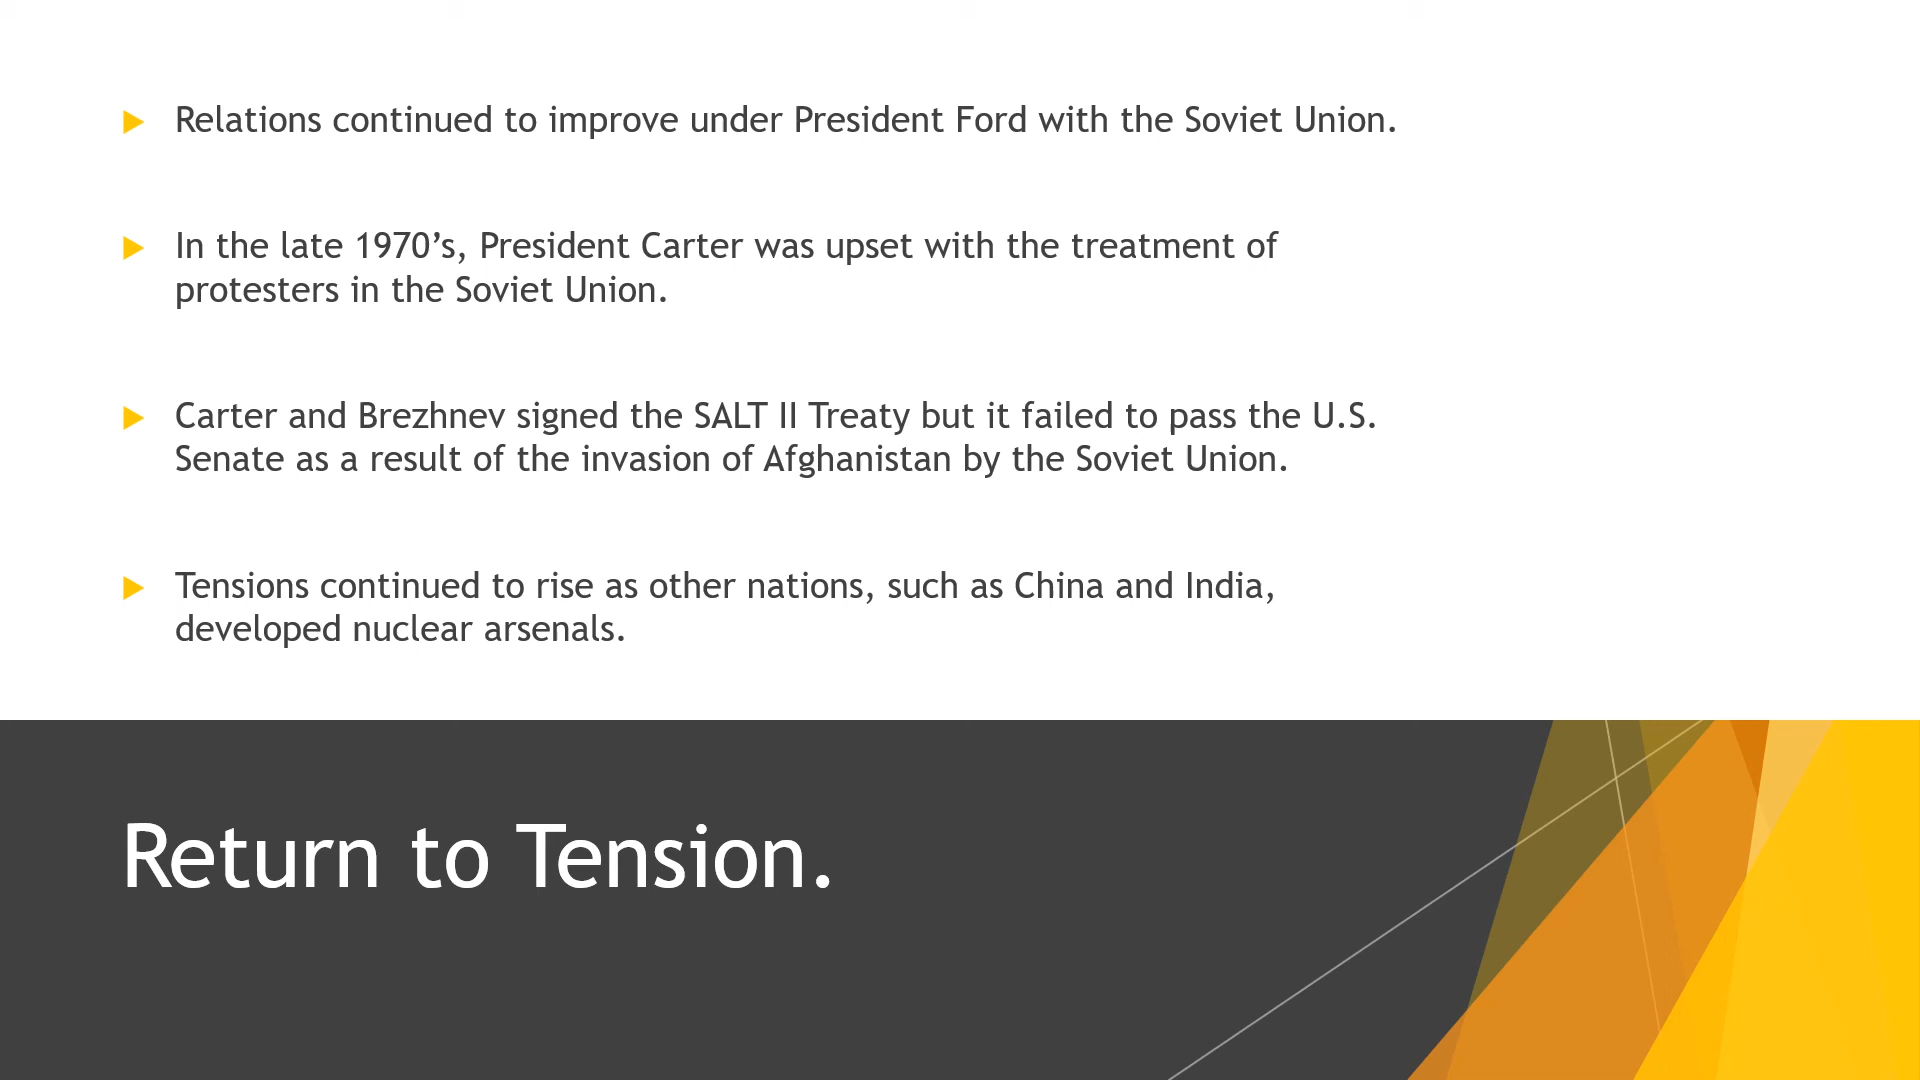 Relations continued to improve under President Ford with the Soviet Union.
In the late 1970’s, President Carter was upset with the treatment of
protesters in the Soviet Union.
Carter and Brezhnev signed the SALT II Treaty but it failed to pass the U.S.
Senate as a result of the invasion of Afghanistan by the Soviet Union.
Tensions continued to rise as other nations, such as China and India,
developed nuclear arsenals.
Return to Tension.